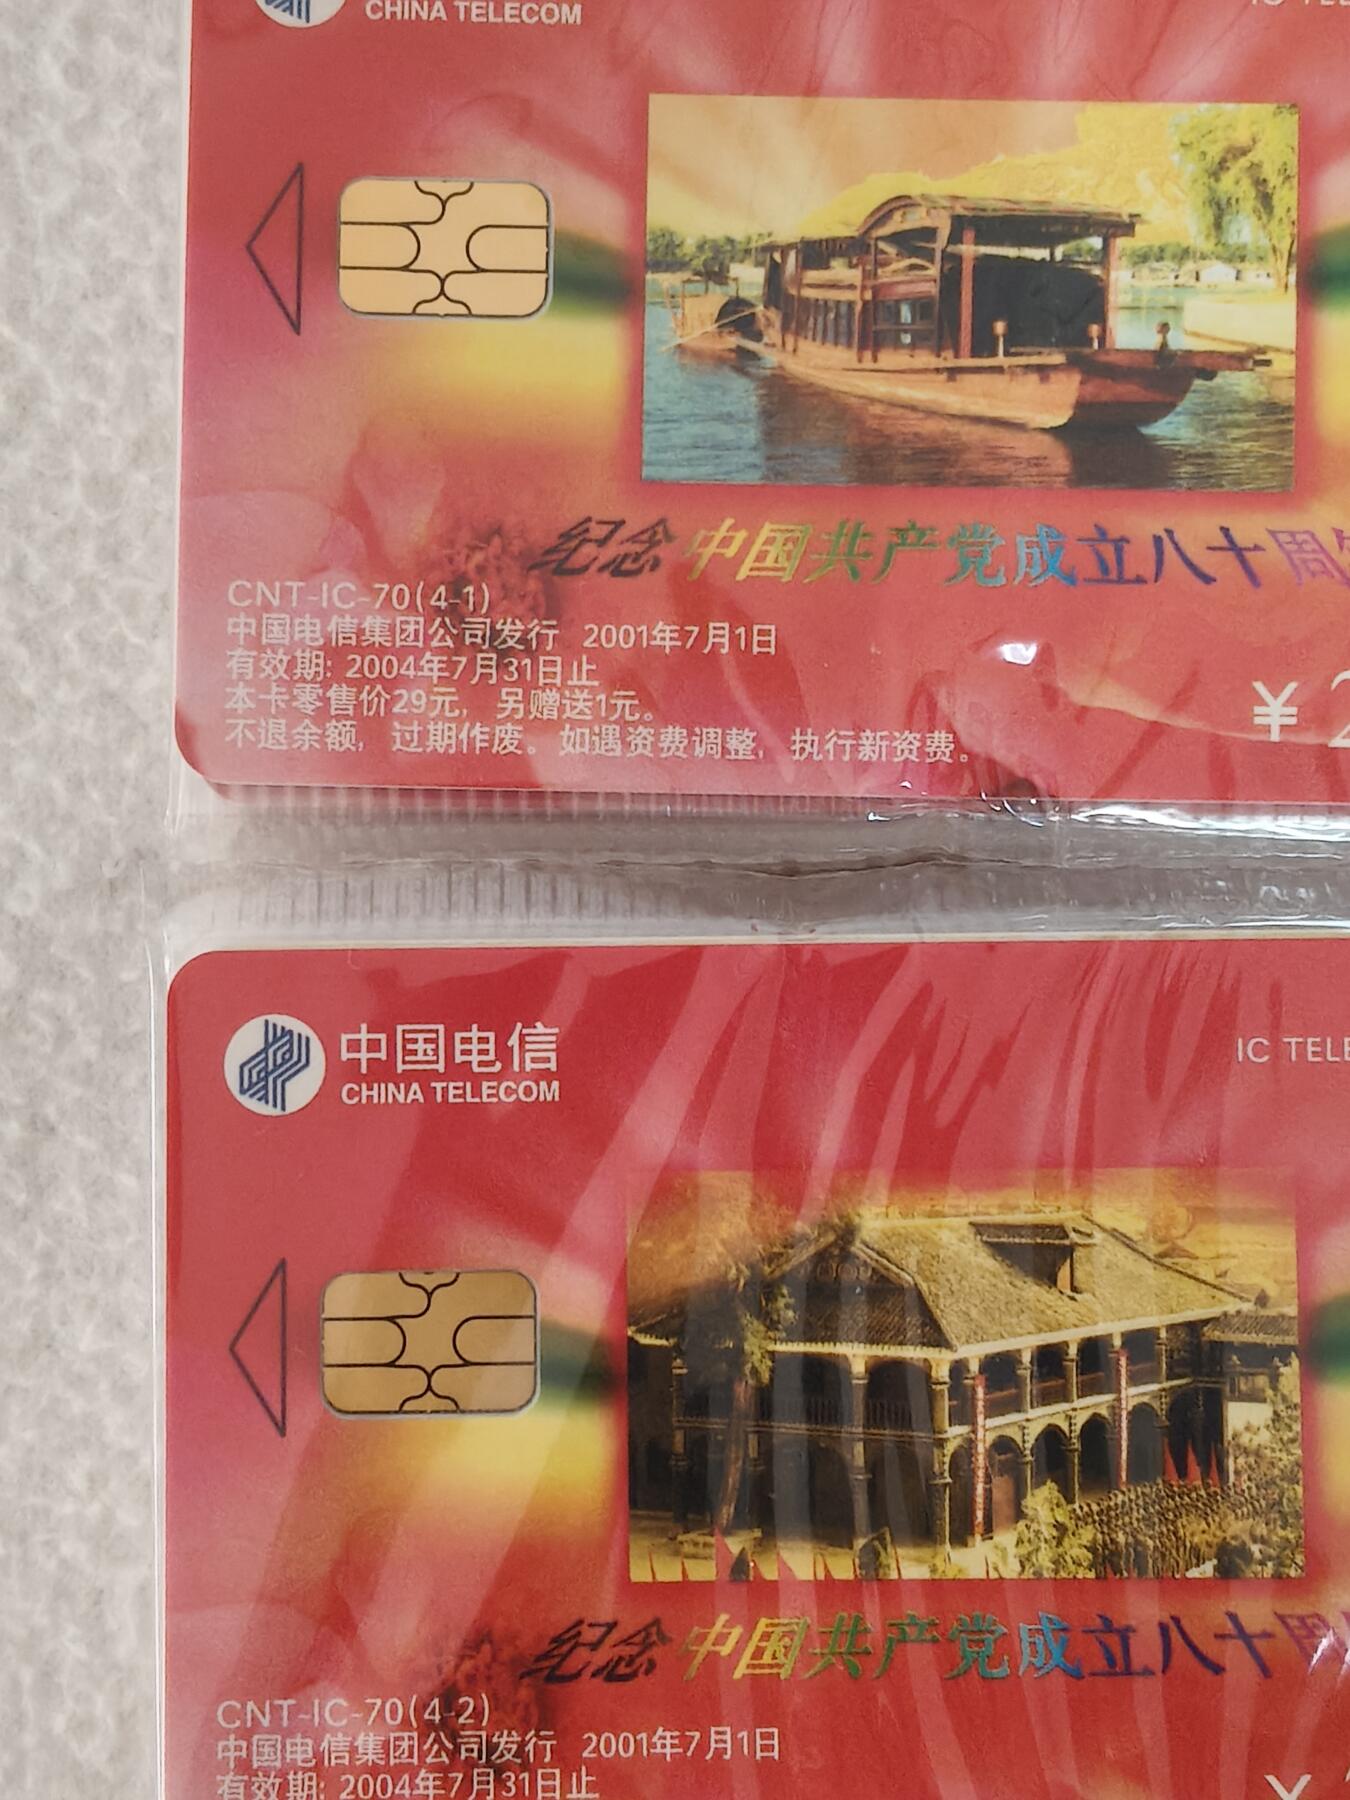 CHINA TELECOM
纪念 中国共产党成立八十周
CNT-IC-70(4-1)
中国电信集团公司发行 2001年7月1日
有效期: 2004年7月31日止
本卡零售价29元，另赠送1元。
不退余额，过期作废。如遇资费调整，执行新资费。
¥ 2
中国电信
CHINA TELECOM
IC TELE
纪念 中国共产党成立八十周
CNT-IC-70(4-2)
中国电信集团公司发行 2001年7月1日
有效期: 2004年7月31日止